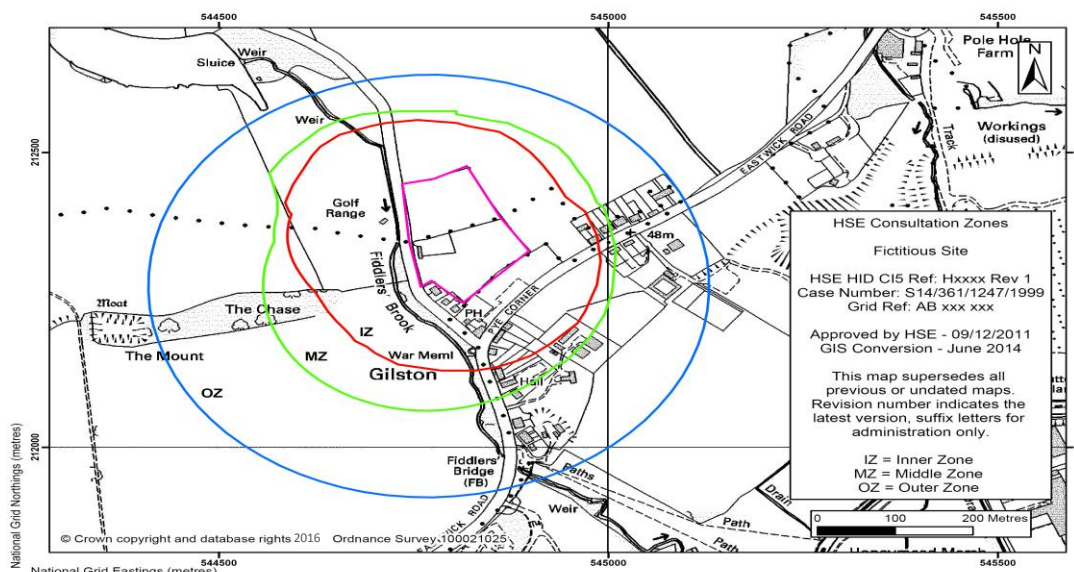 544500
545000
545500
212500
212000
National Grid Northings (metres)
Weir
Sluice
Weir
Golf
Range
Fiddlers' Brook
Moat
The Chase
The Mount
IZ
MZ
OZ
War Meml
Gilston
PH
PYE CORNER
Hall
48m
EASTWICK ROAD
Pole Hole
Farm
N
Track
Workings
(disused)
Fiddlers'
Bridge
(FB)
Paths
Weir
Path
Drain
HSE Consultation Zones
Fictitious Site
HSE HID CI5 Ref: Hxxxx Rev 1
Case Number: S14/361/1247/1999
Grid Ref: AB xxx xxx
Approved by HSE - 09/12/2011
GIS Conversion - June 2014
This map supersedes all
previous or undated maps.
Revision number indicates the
latest version, suffix letters for
administration only.
IZ = Inner Zone
MZ = Middle Zone
OZ = Outer Zone
0 100 200 Metres
© Crown copyright and database rights 2016 Ordnance Survey 100021025
ROAD
National Grid Eastings (metres)